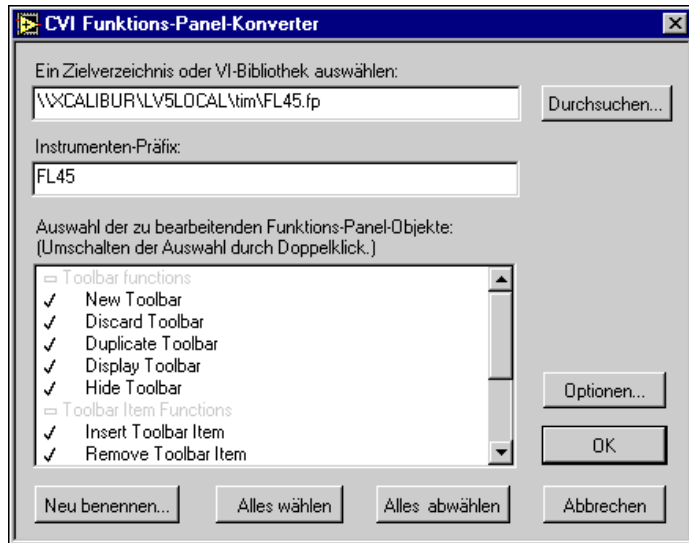 CVI Funktions-Panel-Konverter
Ein Zielverzeichnis oder VI-Bibliothek auswählen:
\\XCALIBUR\LV5LOCAL\tim\FL45.fp
Durchsuchen...
Instrumenten-Präfix:
FL45
Auswahl der zu bearbeitenden Funktions-Panel-Objekte:
(Umschalten der Auswahl durch Doppelklick.)
Toolbar functions
New Toolbar
Discard Toolbar
Duplicate Toolbar
Display Toolbar
Hide Toolbar
Toolbar Item Functions
Insert Toolbar Item
Remove Toolbar Item
Optionen...
OK
Neu benennen...
Alles wählen
Alles abwählen
Abbrechen